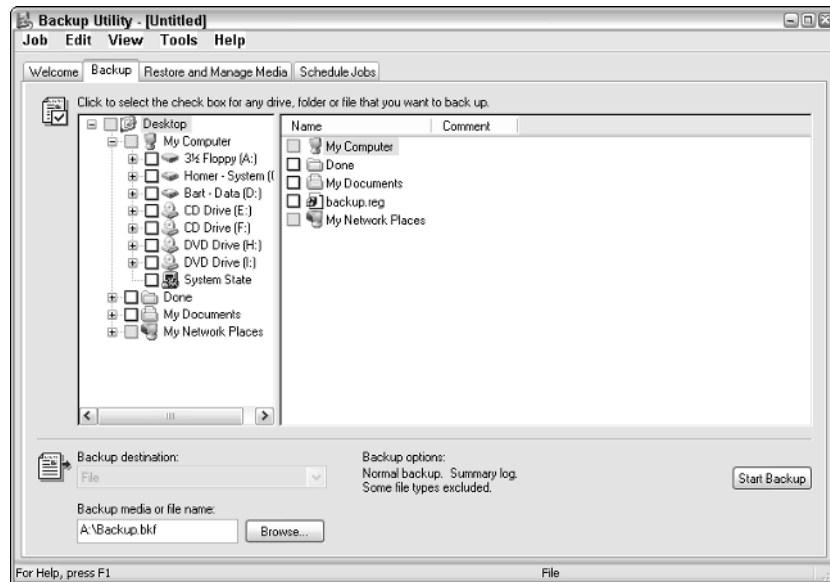 Backup Utility - [Untitled]
Job Edit View Tools Help
Welcome Backup Restore and Manage Media Schedule Jobs
Click to select the check box for any drive, folder or file that you want to back up.
Desktop
My Computer
3½ Floppy (A:)
Homer - System ((
Bart - Data (D:)
CD Drive (E:)
CD Drive (F:)
DVD Drive (H:)
DVD Drive (I:)
System State
Done
My Documents
My Network Places
Name Comment
My Computer
Done
My Documents
backup.reg
My Network Places
Backup destination:
File
Backup media or file name:
A:\Backup.bkf Browse...
Backup options:
Normal backup. Summary log.
Some file types excluded.
Start Backup
For Help, press F1 File